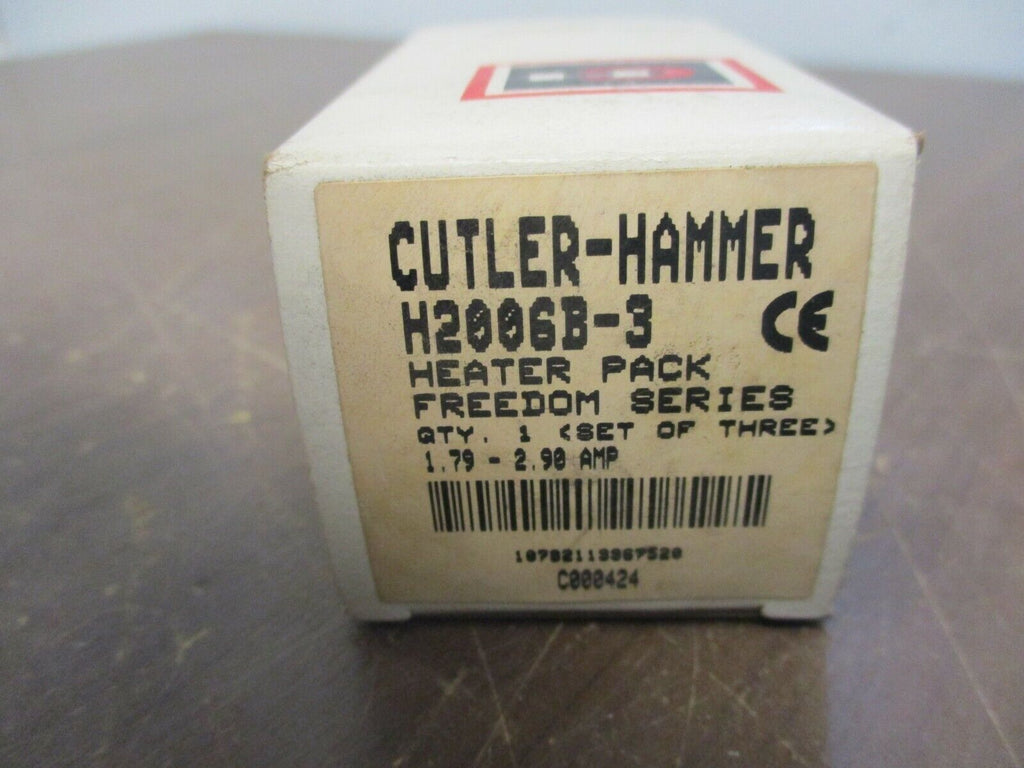 CUTLER-HAMMER
H2006B-3 CE
HEATER PACK
FREEDOM SERIES
QTY. 1 <SET OF THREE>
1.79 - 2.90 AMP
C000424